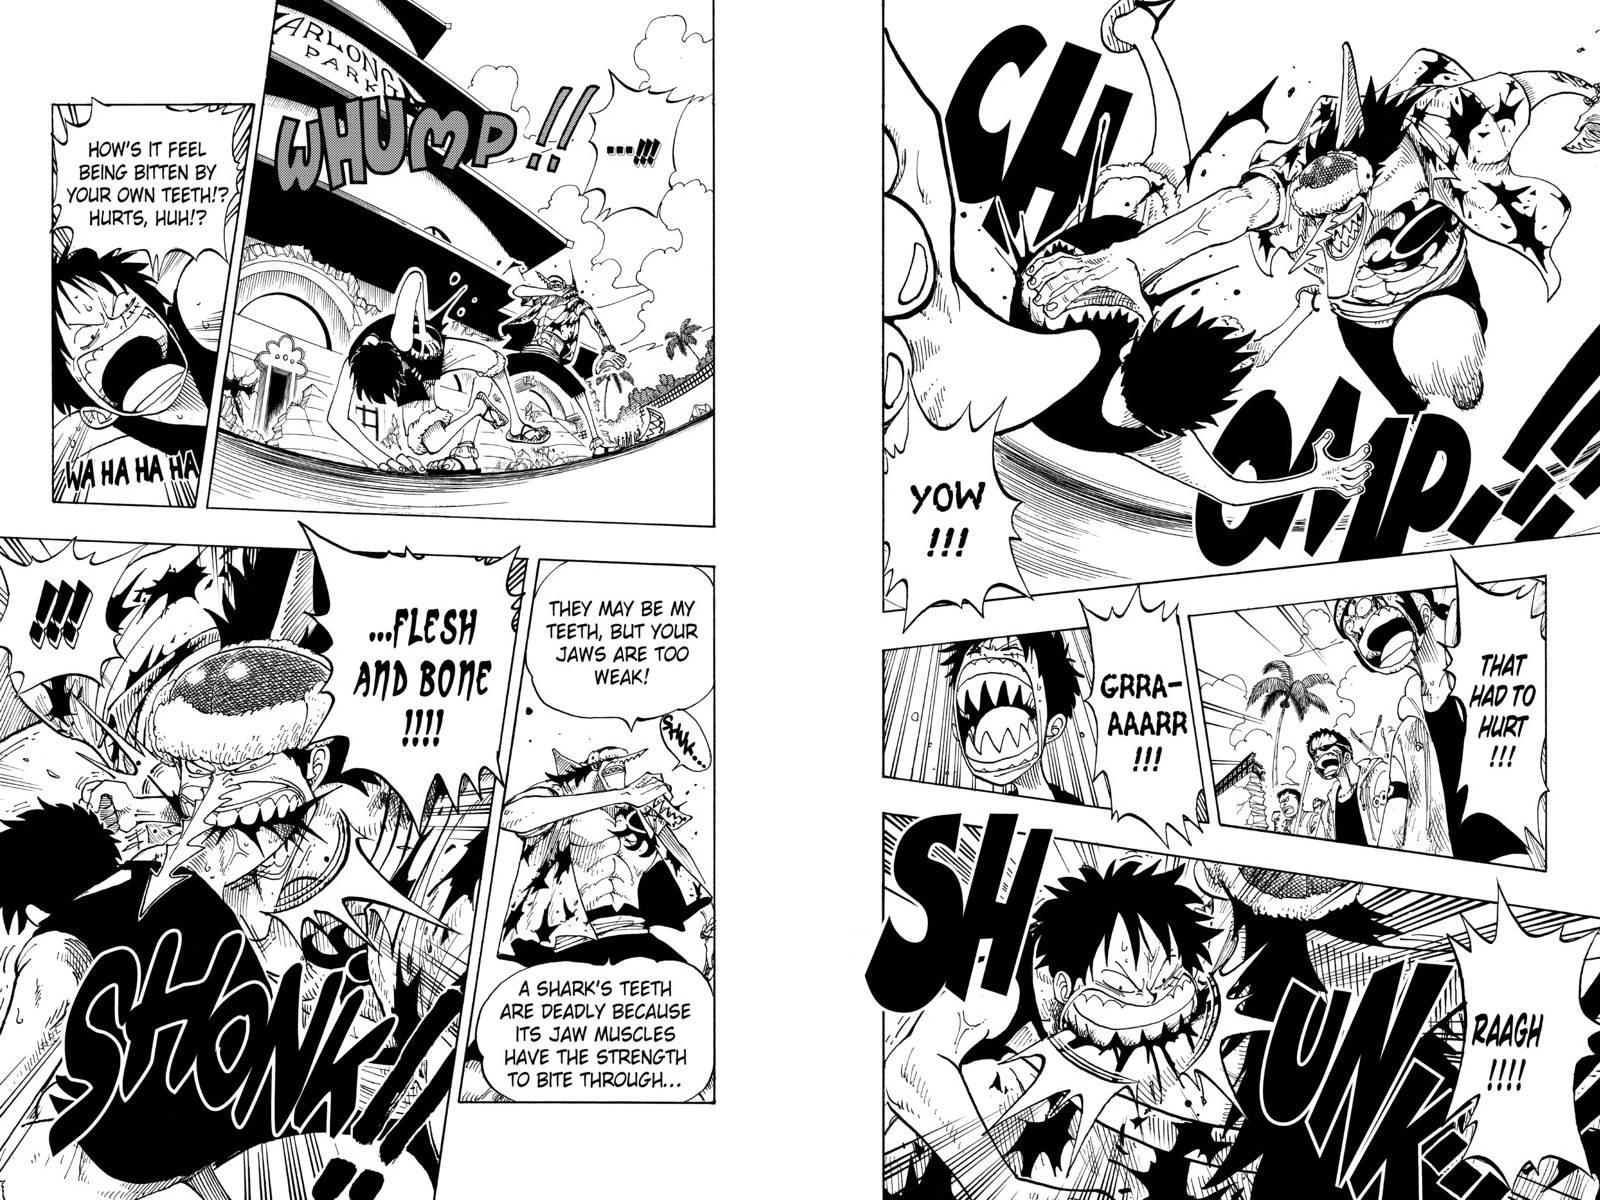 CH
OMP!!!
YOW
!!!
THAT
HAD TO
HURT
!!!
GRRA-
AAARR
!!!
SH
UNK!!
RAAGH
!!!!
ARLONG
PARK
...!!!
WHUMP!!
HOW'S IT FEEL
BEING BITTEN BY
YOUR OWN TEETH!?
HURTS, HUH!?
WA HA HA HA
THEY MAY BE MY
TEETH, BUT YOUR
JAWS ARE TOO
WEAK!
SHUK...
A SHARK'S TEETH
ARE DEADLY BECAUSE
ITS JAW MUSCLES
HAVE THE STRENGTH
TO BITE THROUGH...
...FLESH
AND BONE
!!!!
!!!
SHONK!!